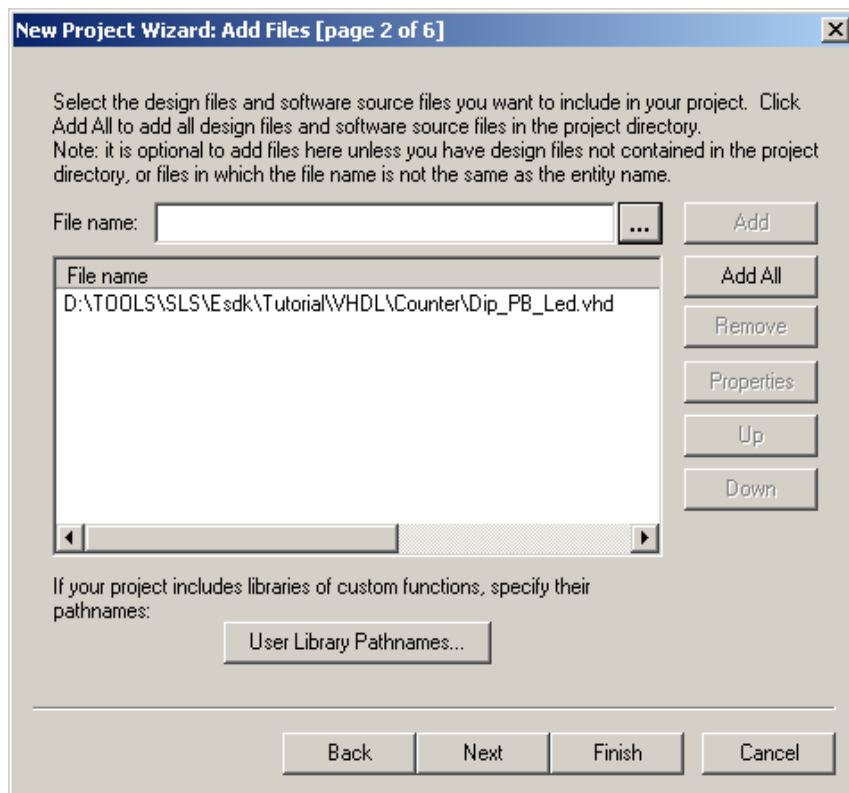 New Project Wizard: Add Files [page 2 of 6]
Select the design files and software source files you want to include in your project. Click
Add All to add all design files and software source files in the project directory.
Note: it is optional to add files here unless you have design files not contained in the project
directory, or files in which the file name is not the same as the entity name.
File name:
...
Add
File name
D:\TOOLS\SLS\Esdk\Tutorial\VHDL\Counter\Dip_PB_Led.vhd
Add All
Remove
Properties
Up
Down
If your project includes libraries of custom functions, specify their
pathnames:
User Library Pathnames...
Back
Next
Finish
Cancel